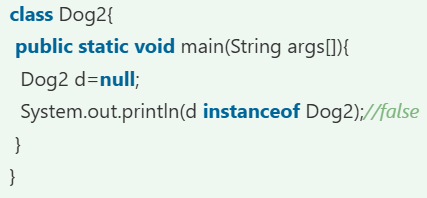 class Dog2{
public static void main(String args[]){
Dog2 d=null;
System.out.println(d instanceof Dog2);//false
}
}